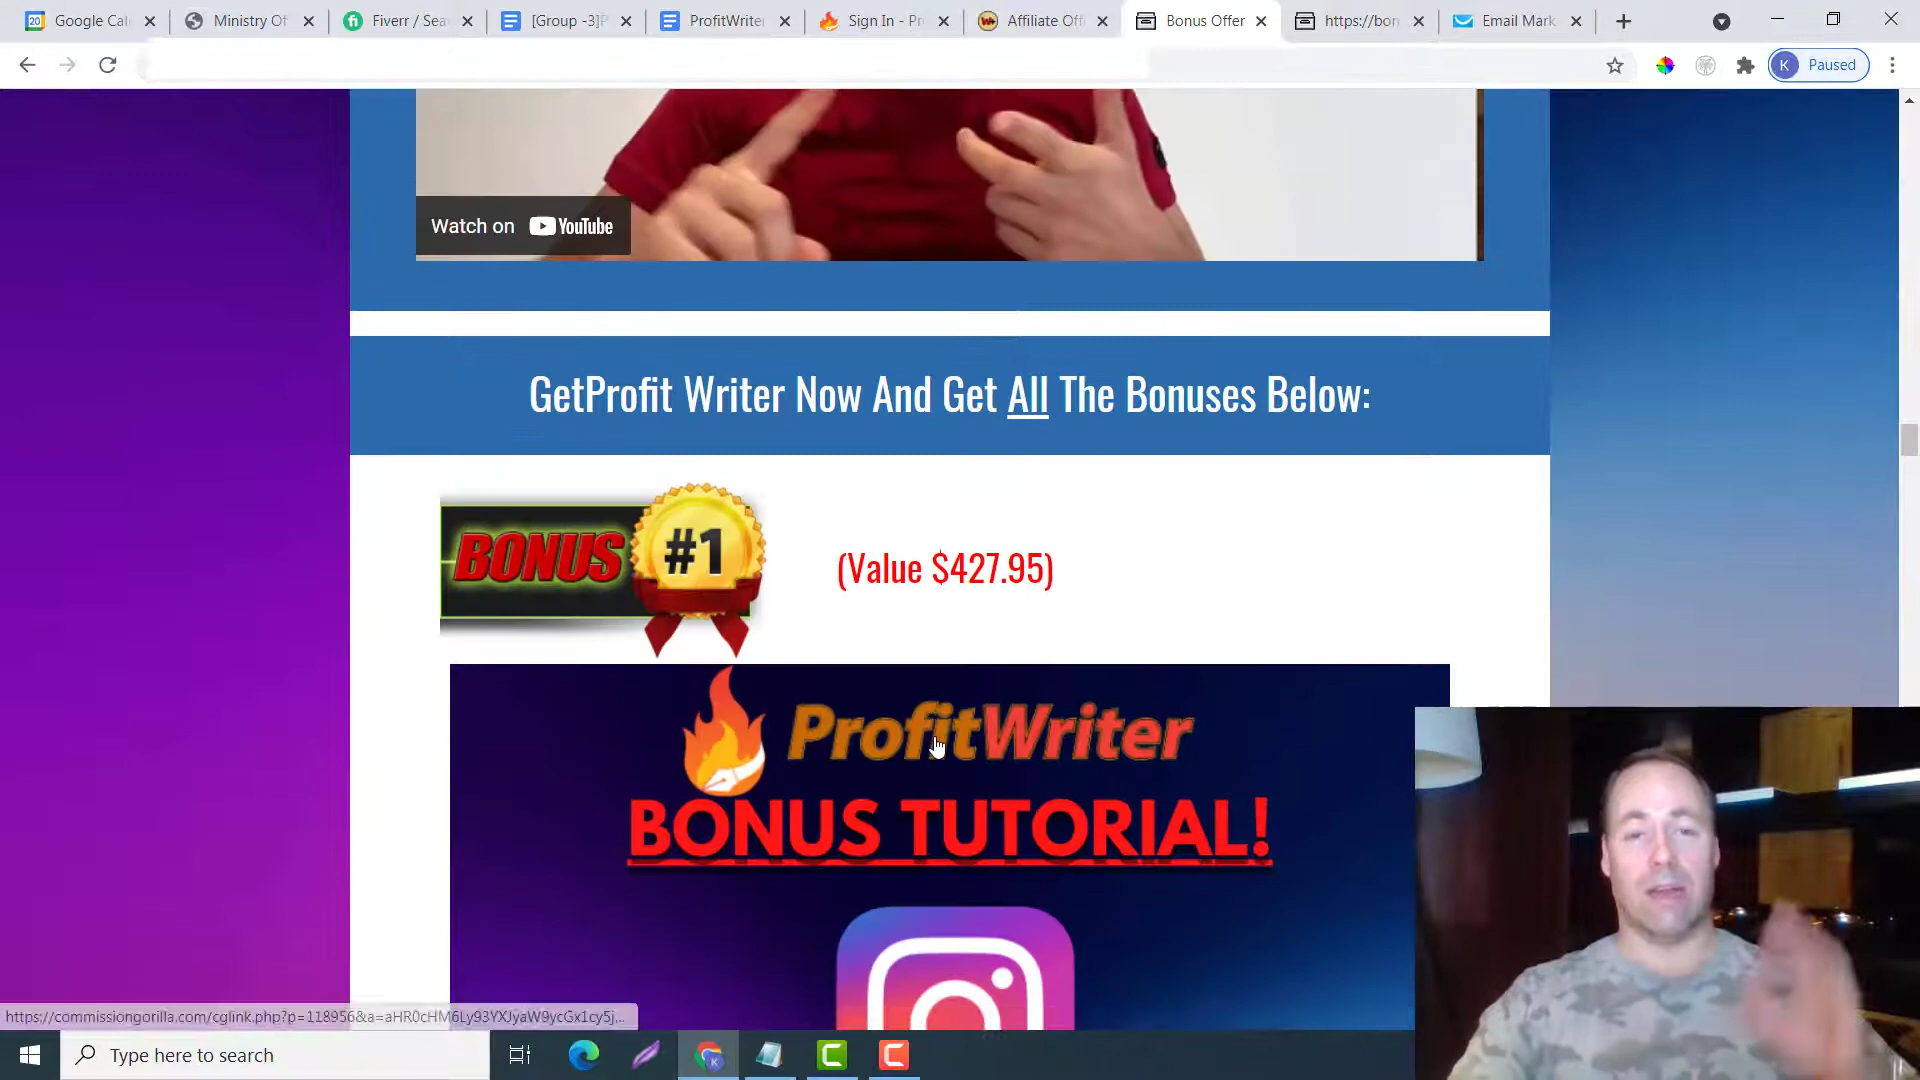 Google Cal
Ministry Of
Fiverr / Sea
[Group -3]P
ProfitWriter
Sign In - Pr
Affiliate Off
Bonus Offer
https://bon
Email Mark
K Paused
Watch on YouTube
GetProfit Writer Now And Get All The Bonuses Below:
BONUS #1
(Value $427.95)
ProfitWriter
BONUS TUTORIAL!
https://commissiongorilla.com/cglink.php?p=118956&a=aHR0cHM6Ly93YXJyaW9ycGx1cy5j...
Type here to search